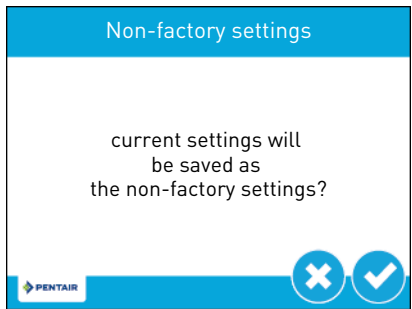 Non-factory settings
current settings will
be saved as
the non-factory settings?
PENTAIR